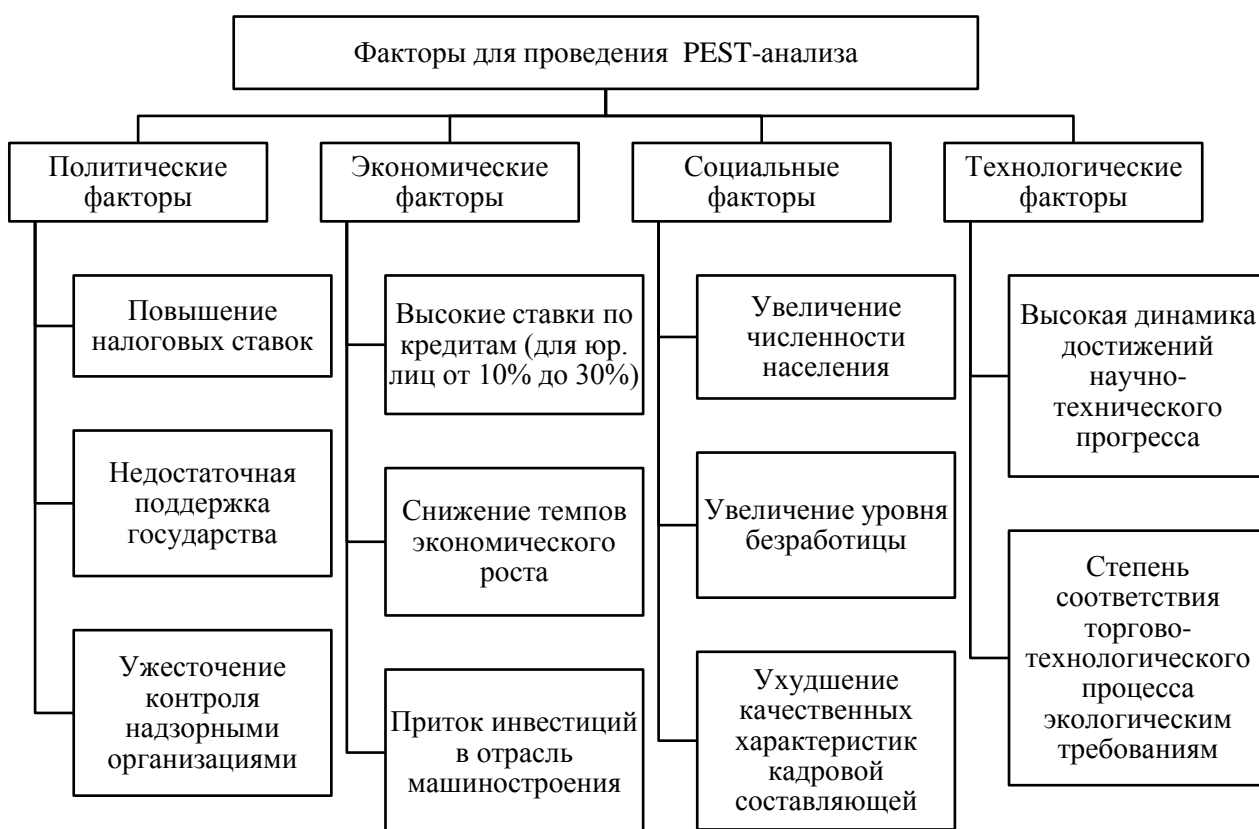 Факторы для проведения PEST-анализа
Политические
факторы
Экономические
факторы
Социальные
факторы
Технологические
факторы
Повышение
налоговых ставок
Недостаточная
поддержка
государства
Ужесточение
контроля
надзорными
организациями
Высокие ставки по
кредитам (для юр.
лиц от 10% до 30%)
Снижение темпов
экономического
роста
Приток инвестиций
в отрасль
машиностроения
Увеличение
численности
населения
Увеличение уровня
безработицы
Ухудшение
качественных
характеристик
кадровой
составляющей
Высокая динамика
достижений
научно-
технического
прогресса
Степень
соответствия
торгово-
технологического
процесса
экологическим
требованиям